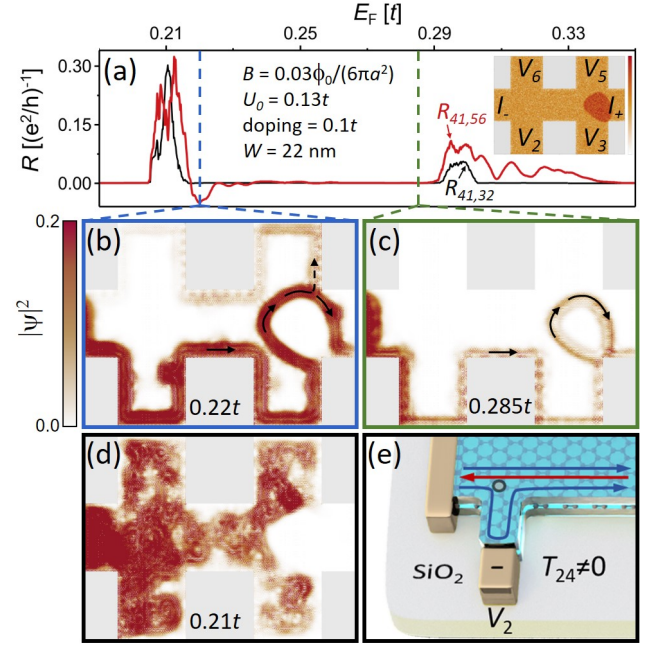 E_F [t]
0.21 0.25 0.29 0.33
(a)
B = 0.03ϕ₀/(6πa²)
U₀ = 0.13t
doping = 0.1t
W = 22 nm
R [(e²/h)⁻¹]
0.30
0.15
0.00
R₄₁,₅₆
R₄₁,₃₂
V₆ V₅
I₋ I₊
V₂ V₃
0.2
|ψ|²
0.0
(b)
0.22t
(c)
0.285t
(d)
0.21t
(e)
SiO₂
T₂₄≠0
−
V₂